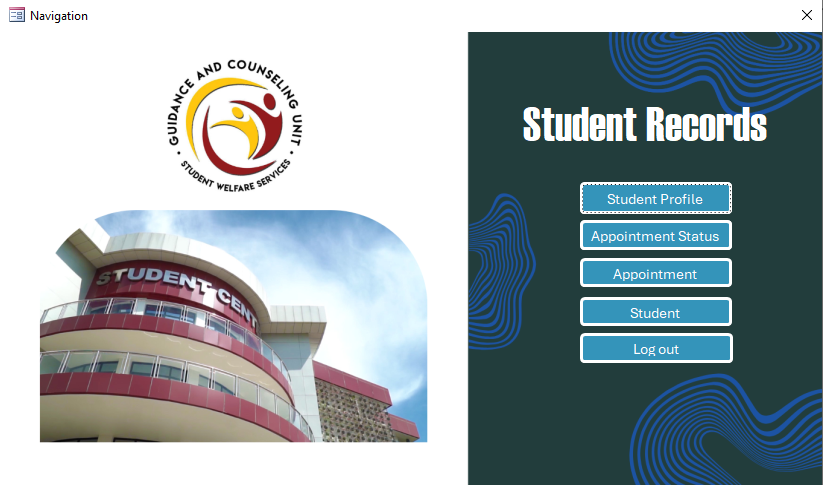 Navigation
GUIDANCE AND COUNSELING UNIT
STUDENT WELFARE SERVICES
STUDENT CENT
Student Records
Student Profile
Appointment Status
Appointment
Student
Log out